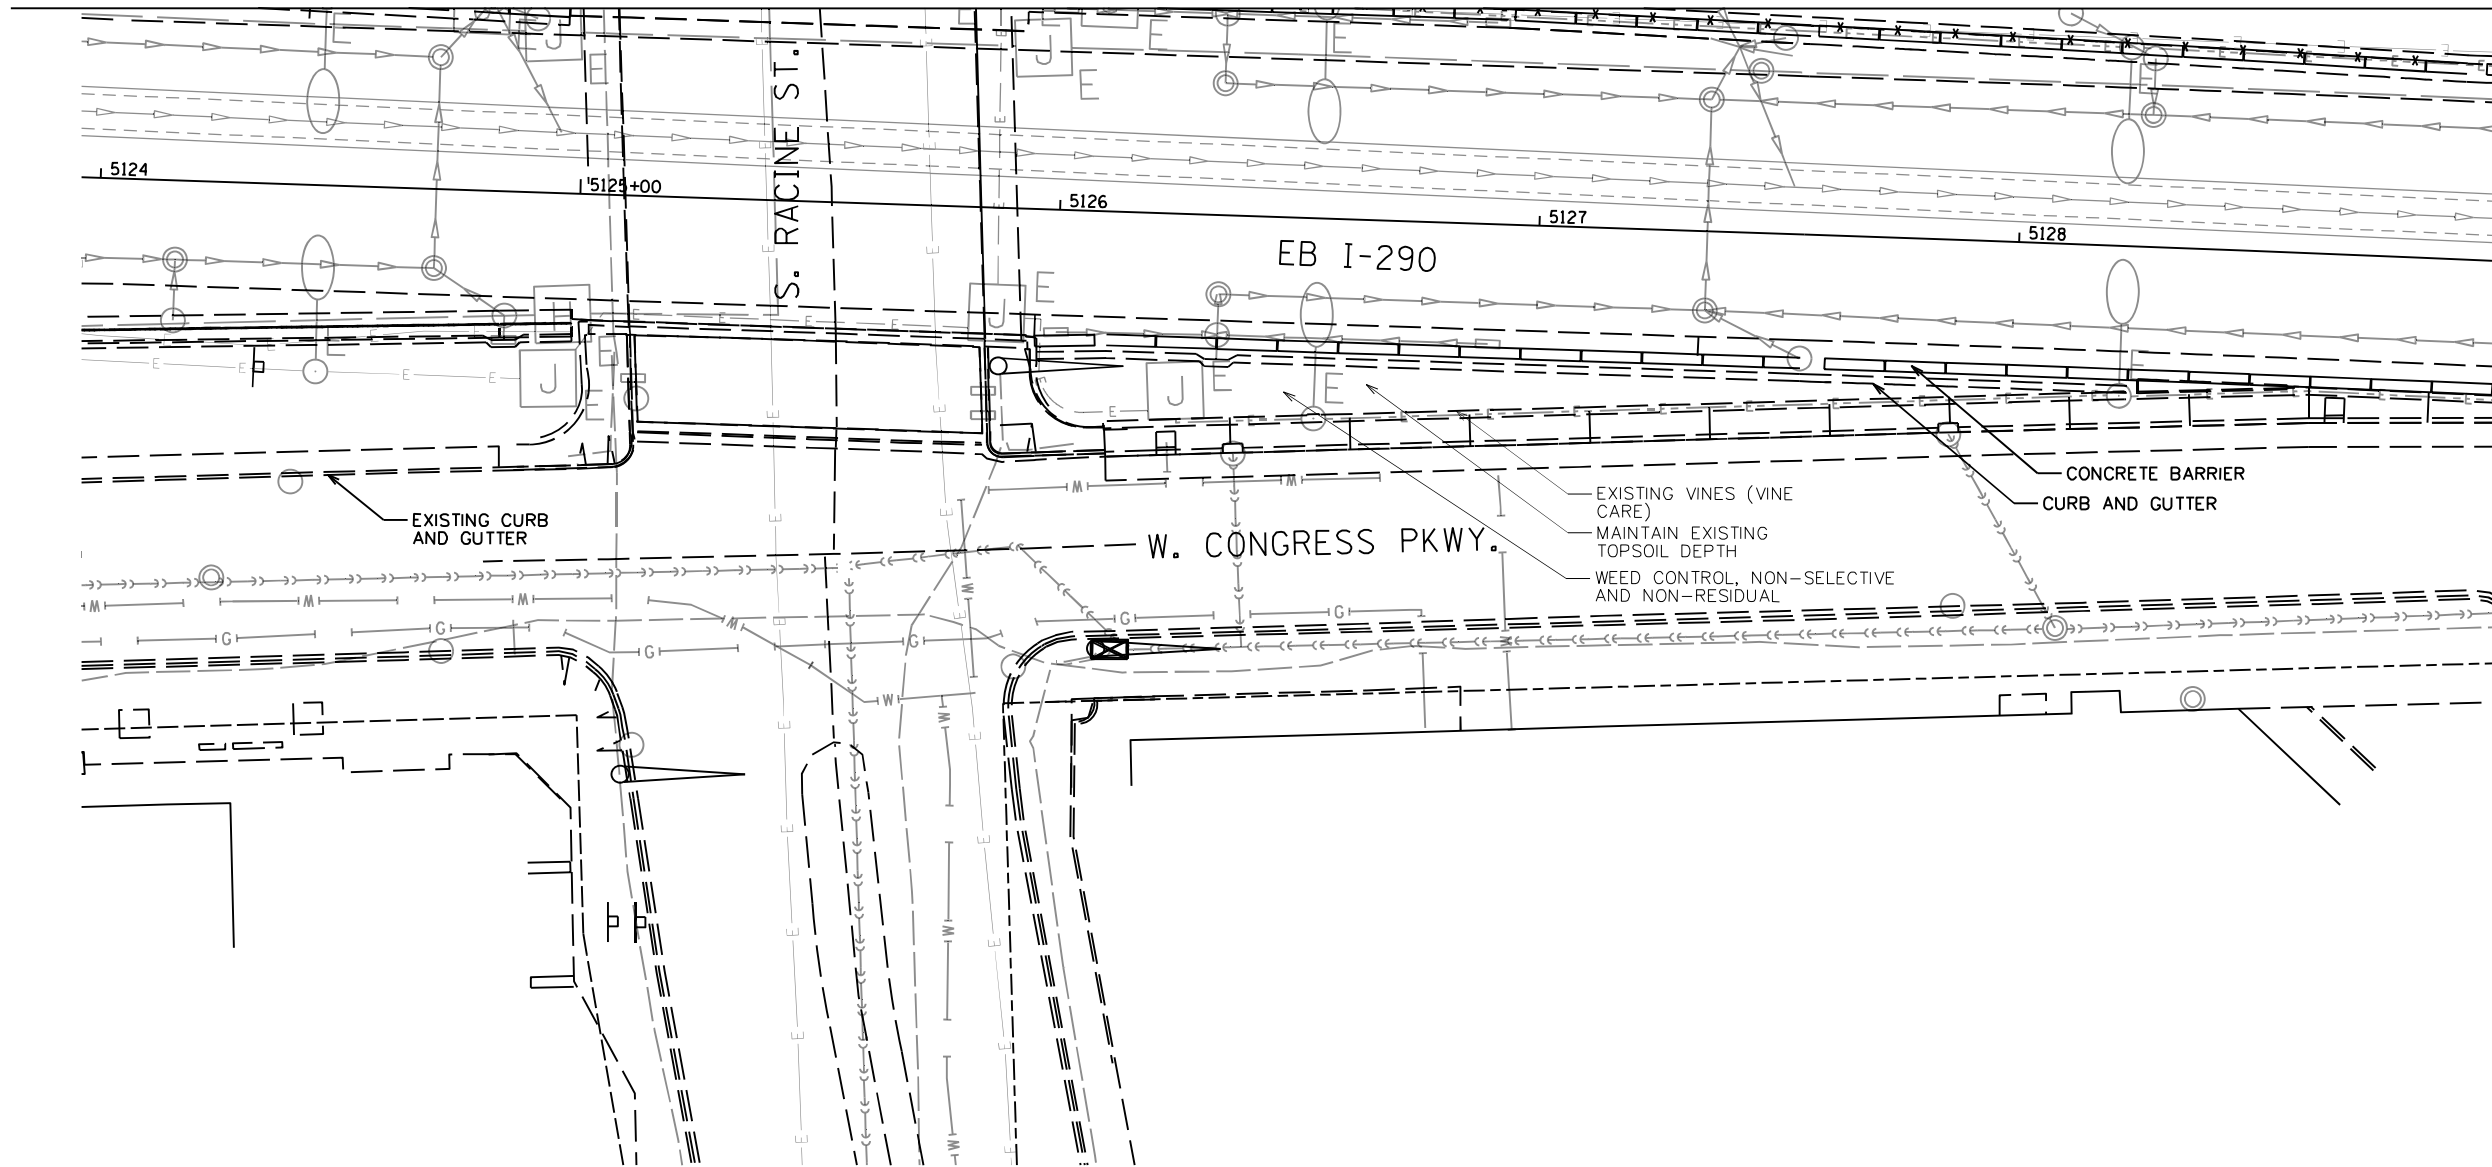 5124
5125+00
5126
5127
5128
S. RACINE ST.
EB I-290
J
E
J
E
E
J
E
E
E
J
E
J
E
J
E
E
EXISTING CURB
AND GUTTER
W. CONGRESS PKWY.
EXISTING VINES (VINE
CARE)
MAINTAIN EXISTING
TOPSOIL DEPTH
WEED CONTROL, NON-SELECTIVE
AND NON-RESIDUAL
CONCRETE BARRIER
CURB AND GUTTER
W
W
W
W
W
W
G
G
G
G
G
G
W
W
W
W
W
W